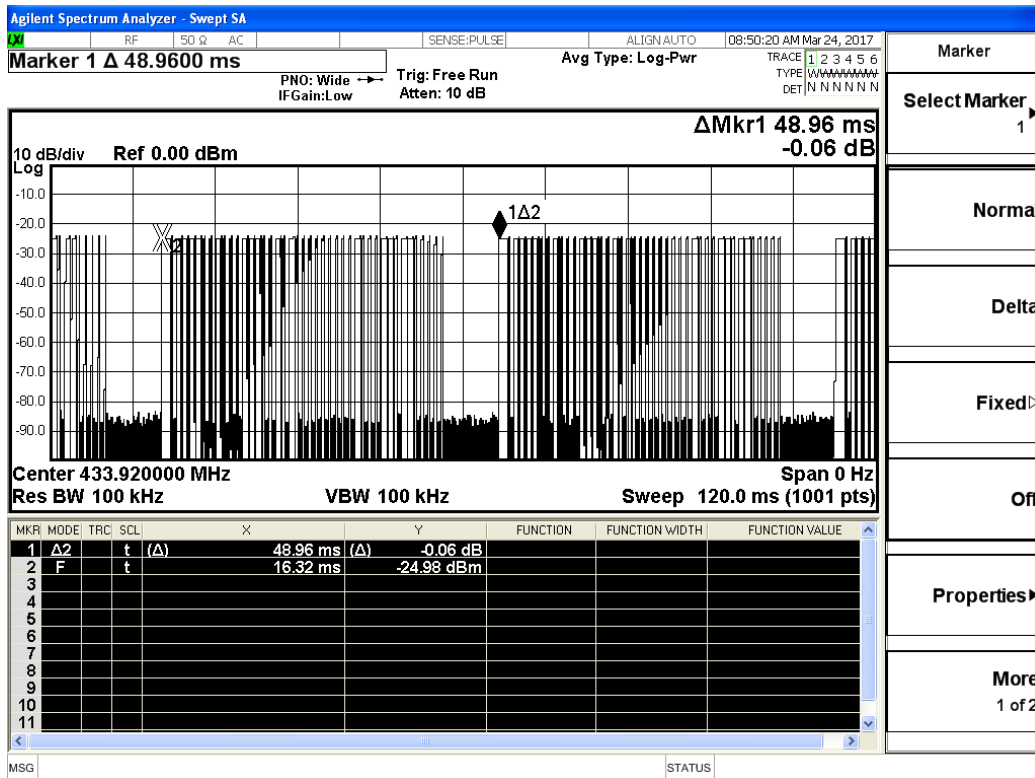 Agilent Spectrum Analyzer - Swept SA
LXI RF 50 Ω AC SENSE:PULSE ALIGNAUTO 08:50:20 AM Mar 24, 2017
Marker 1 Δ 48.9600 ms
PNO: Wide
IFGain:Low
Trig: Free Run
Atten: 10 dB
Avg Type: Log-Pwr
TRACE 1 2 3 4 5 6
TYPE WWWWWW
DET N N N N N N
ΔMkr1 48.96 ms
-0.06 dB
10 dB/div Ref 0.00 dBm
Log
-10.0
-20.0
-30.0
-40.0
-50.0
-60.0
-70.0
-80.0
-90.0
1Δ2
2
Center 433.920000 MHz Span 0 Hz
Res BW 100 kHz VBW 100 kHz Sweep 120.0 ms (1001 pts)
MKR MODE TRC SCL X Y FUNCTION FUNCTION WIDTH FUNCTION VALUE
1 Δ2 t (Δ) 48.96 ms (Δ) -0.06 dB
2 F t 16.32 ms -24.98 dBm
3
4
5
6
7
8
9
10
11
MSG STATUS
Marker
Select Marker
1
Norma
Delta
Fixed
Off
Properties
More
1 of 2